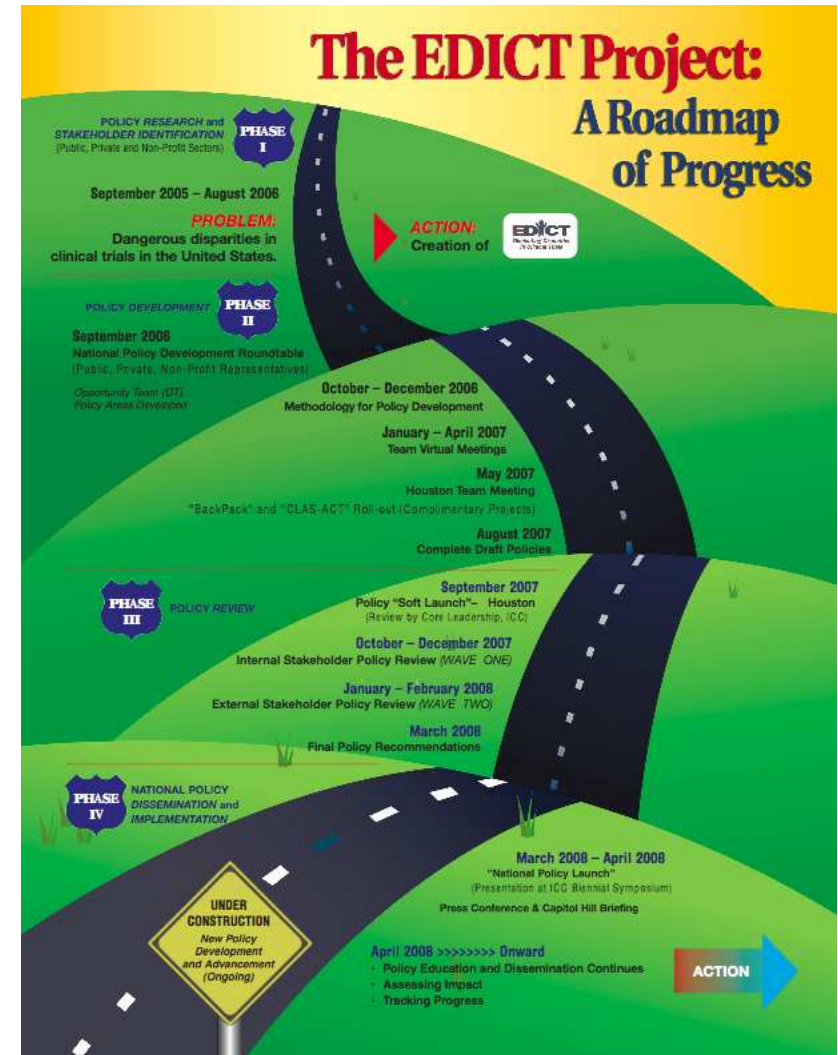 The EDICT Project:
A Roadmap
of Progress
POLICY RESEARCH and
STAKEHOLDER IDENTIFICATION
(Public, Private and Non-Profit Sectors)
PHASE
I
September 2005 – August 2006
PROBLEM:
Dangerous disparities in
clinical trials in the United States.
ACTION:
Creation of
EDICT
Eliminating Disparities
in Clinical Trials
POLICY DEVELOPMENT
PHASE
II
September 2006
National Policy Development Roundtable
(Public, Private, Non-Profit Representatives)
Opportunity Team (OT)
Policy Areas Developed
October – December 2006
Methodology for Policy Development
January – April 2007
Team Virtual Meetings
May 2007
Houston Team Meeting
"BackPack" and "CLAS-ACT" Roll-out (Complimentary Projects)
August 2007
Complete Draft Policies
PHASE
III
POLICY REVIEW
September 2007
Policy “Soft Launch”– Houston
(Review by Core Leadership, ICC)
October – December 2007
Internal Stakeholder Policy Review (WAVE ONE)
January – February 2008
External Stakeholder Policy Review (WAVE TWO)
March 2008
Final Policy Recommendations
PHASE
IV
NATIONAL POLICY
DISSEMINATION and
IMPLEMENTATION
March 2008 – April 2008
"National Policy Launch"
(Presentation at ICC Biennial Symposium)
Press Conference & Capitol Hill Briefing
UNDER
CONSTRUCTION
New Policy
Development
and Advancement
(Ongoing)
April 2008 >>>>>>>> Onward
· Policy Education and Dissemination Continues
· Assessing Impact
· Tracking Progress
ACTION